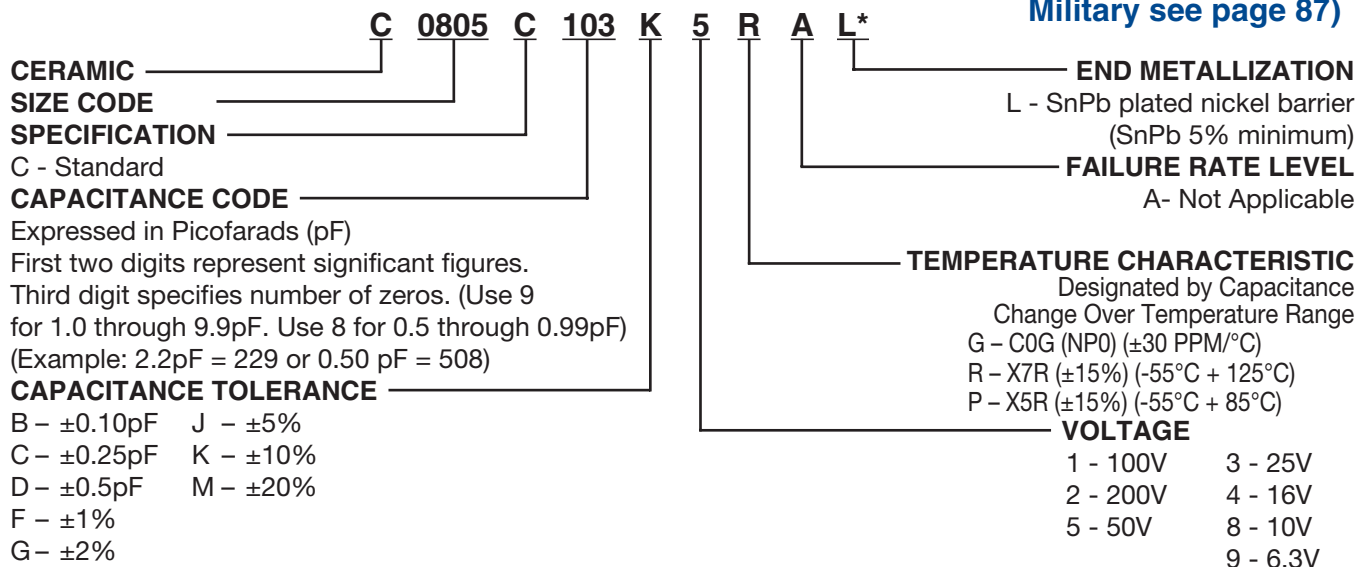 Military see page 87)
C 0805 C 103 K 5 R A L*
CERAMIC
SIZE CODE
SPECIFICATION
C - Standard
CAPACITANCE CODE
Expressed in Picofarads (pF)
First two digits represent significant figures.
Third digit specifies number of zeros. (Use 9
for 1.0 through 9.9pF. Use 8 for 0.5 through 0.99pF)
(Example: 2.2pF = 229 or 0.50 pF = 508)
CAPACITANCE TOLERANCE
B – ±0.10pF J – ±5%
C – ±0.25pF K – ±10%
D – ±0.5pF M – ±20%
F – ±1%
G – ±2%
END METALLIZATION
L - SnPb plated nickel barrier
(SnPb 5% minimum)
FAILURE RATE LEVEL
A- Not Applicable
TEMPERATURE CHARACTERISTIC
Designated by Capacitance
Change Over Temperature Range
G – C0G (NP0) (±30 PPM/°C)
R – X7R (±15%) (-55°C + 125°C)
P – X5R (±15%) (-55°C + 85°C)
VOLTAGE
1 - 100V 3 - 25V
2 - 200V 4 - 16V
5 - 50V 8 - 10V
9 - 6.3V